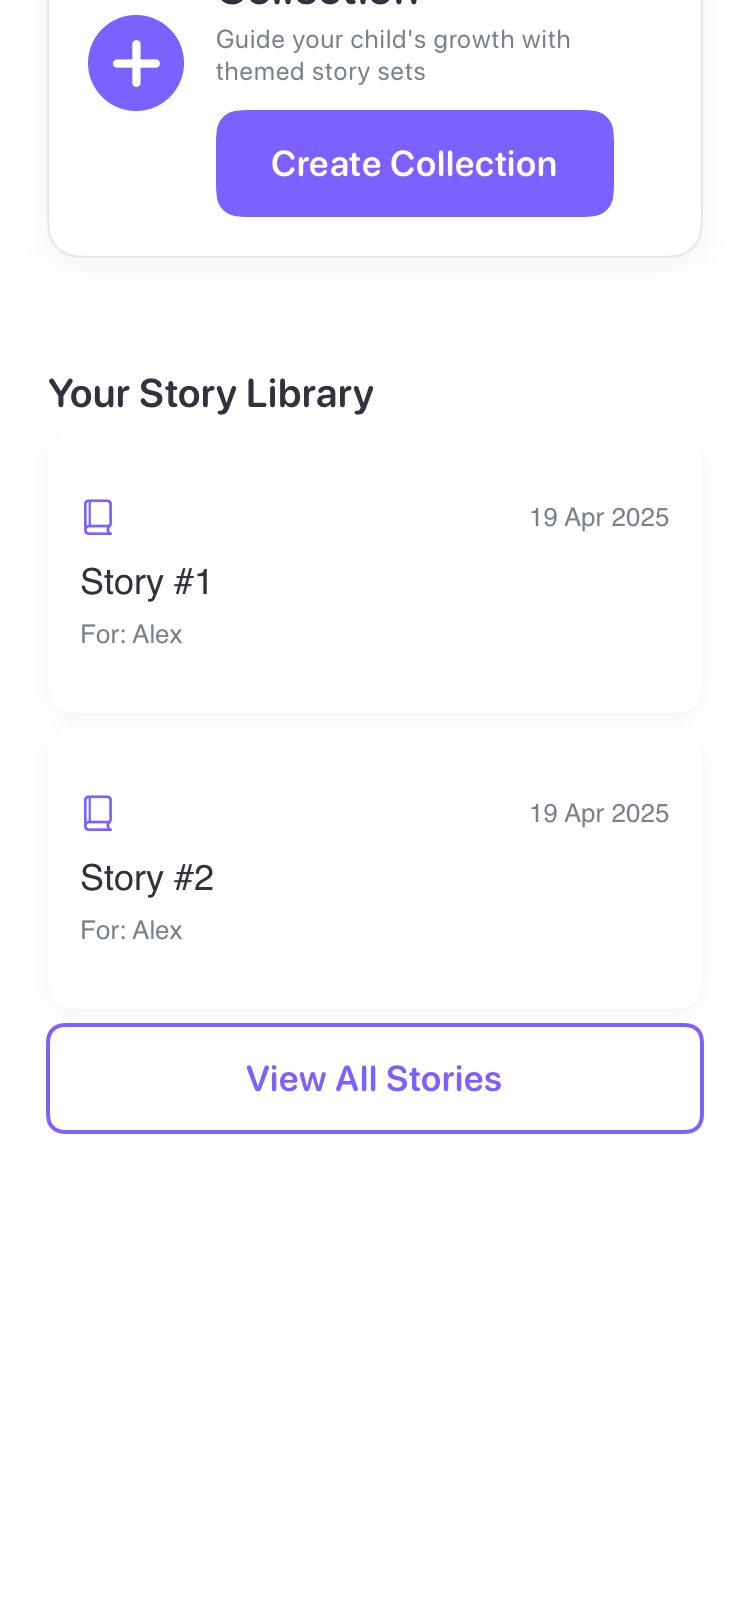 Collection
Guide your child's growth with
themed story sets
Create Collection
Your Story Library
19 Apr 2025
Story #1
For: Alex
19 Apr 2025
Story #2
For: Alex
View All Stories